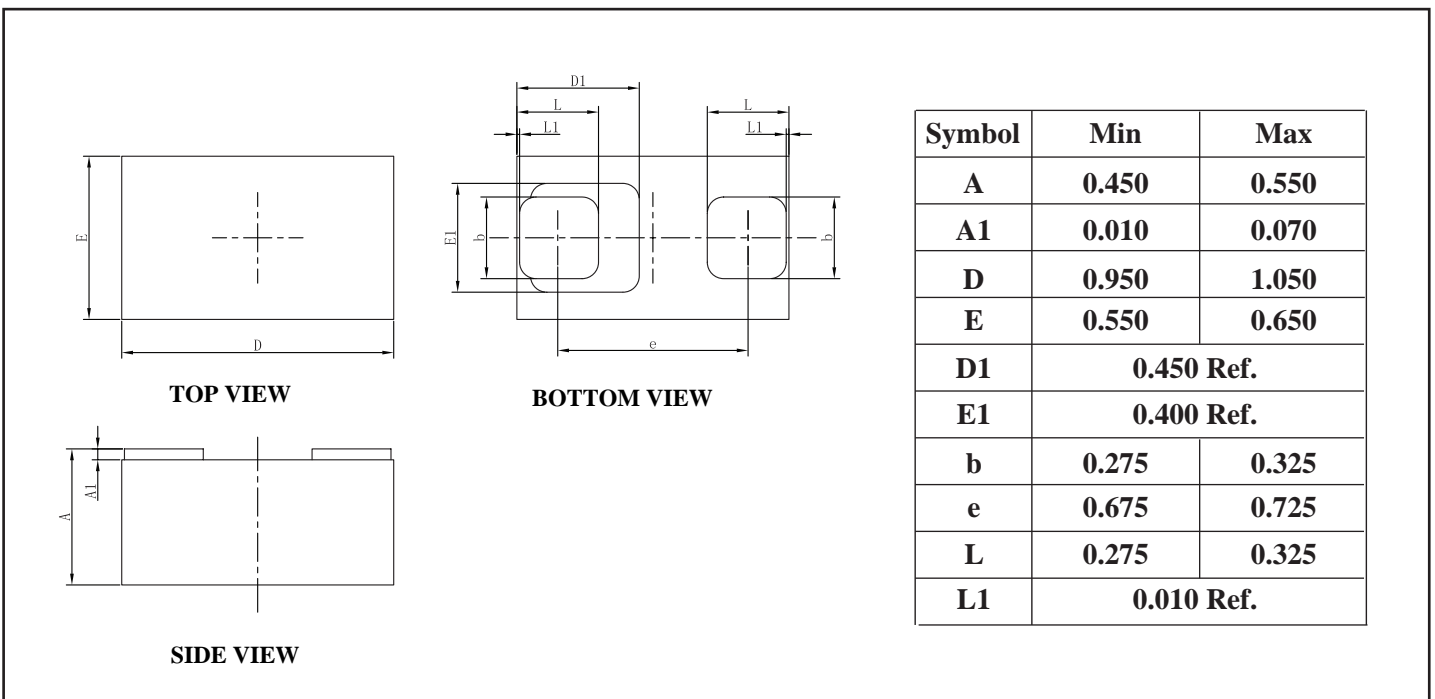 D1
L
L
L1
L1
E
E1
b
b
D
e
TOP VIEW
BOTTOM VIEW
A1
A
SIDE VIEW
Symbol Min Max
A 0.450 0.550
A1 0.010 0.070
D 0.950 1.050
E 0.550 0.650
D1 0.450 Ref.
E1 0.400 Ref.
b 0.275 0.325
e 0.675 0.725
L 0.275 0.325
L1 0.010 Ref.